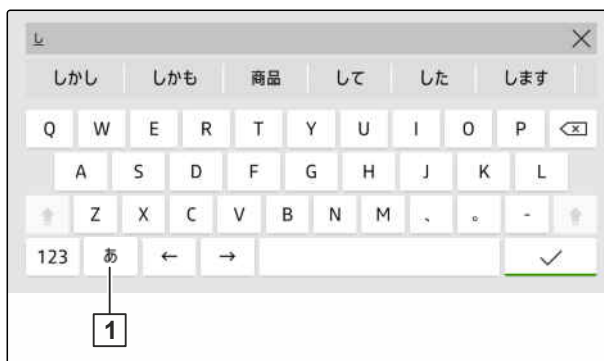 し
しかし しかも 商品 して した します
Q W E R T Y U I O P
A S D F G H J K L
Z X C V B N M 、 。 -
123 あ ← →
1